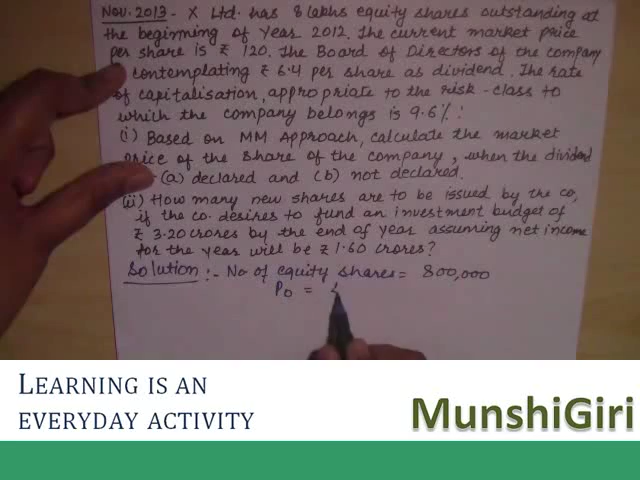 Nov. 2013 - X Ltd. has 8 lakhs equity shares outstanding at
the beginning of Year 2012. The current market price
per share is ₹ 120. The Board of Directors of the company
contemplating ₹ 6.4 per share as dividend. The rate
of capitalisation, appropriate to the risk-class to
which the company belongs is 9.6%:
(i) Based on MM Approach, calculate the market
price of the share of the company, when the dividend
(a) declared and (b) not declared.
(ii) How many new shares are to be issued by the co,
if the co. desires to fund an investment budget of
₹ 3.20 crores by the end of year assuming net income
for the year will be ₹ 1.60 crores?
Solution:- No of equity shares = 800,000
P0 =
LEARNING IS AN
EVERYDAY ACTIVITY
MunshiGiri